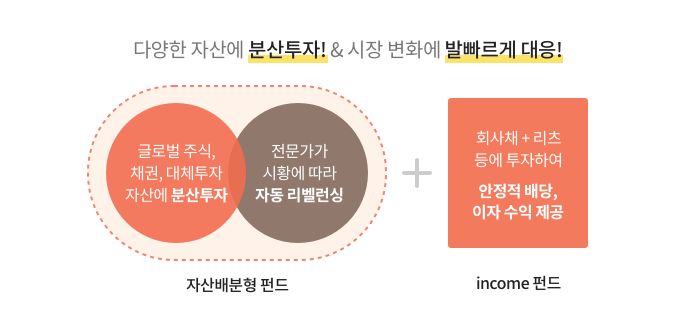 다양한 자산에 분산투자! & 시장 변화에 발빠르게 대응!
글로벌 주식,
채권, 대체투자
자산에 분산투자
전문가가
시황에 따라
자동 리벨런싱
회사채 + 리츠
등에 투자하여
안정적 배당,
이자 수익 제공
자산배분형 펀드
income 펀드